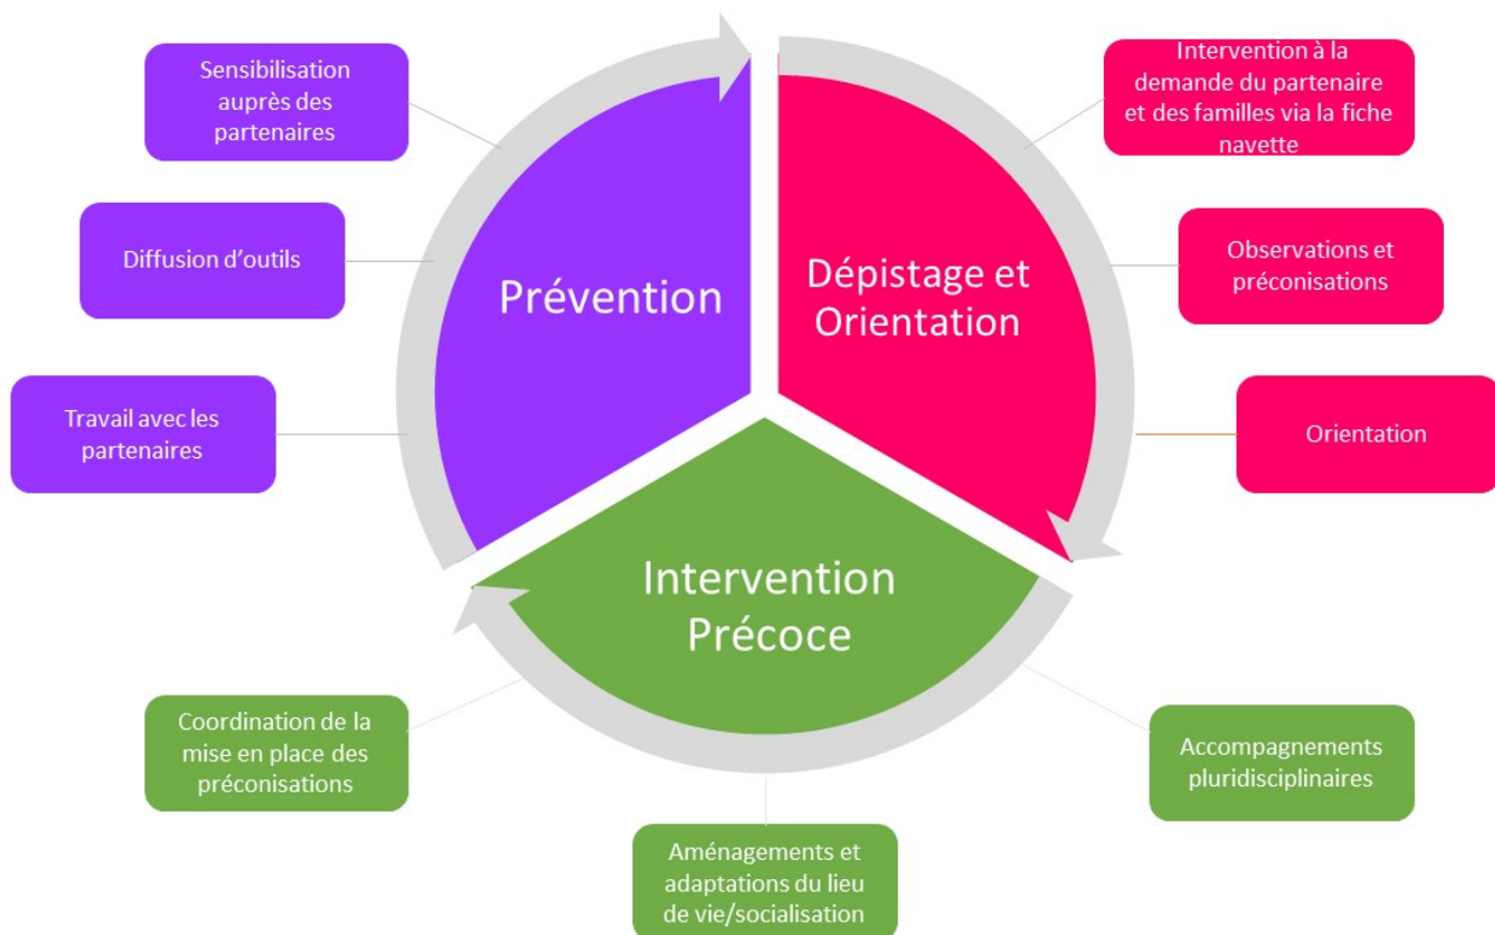 Sensibilisation
auprès des
partenaires
Diffusion d’outils
Travail avec les
partenaires
Prévention
Dépistage et
Orientation
Intervention à la
demande du partenaire
et des familles via la fiche
navette
Observations et
préconisations
Orientation
Intervention
Précoce
Accompagnements
pluridisciplinaires
Aménagements et
adaptations du lieu
de vie/socialisation
Coordination de la
mise en place des
préconisations